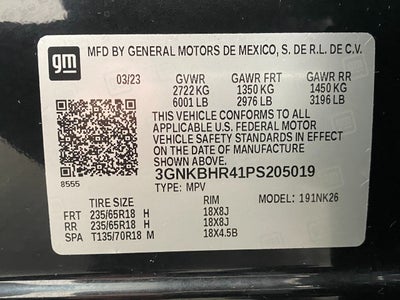 gm
MFD BY GENERAL MOTORS DE MEXICO, S. DE R.L. DE C.V.
03/23 GVWR GAWR FRT GAWR RR
2722 KG 1350 KG 1450 KG
6001 LB 2976 LB 3196 LB
THIS VEHICLE CONFORMS TO ALL
APPLICABLE U.S. FEDERAL MOTOR
VEHICLE SAFETY STANDARDS IN EFFECT
ON THE DATE OF MANUFACTURE
SHOWN ABOVE.
8555
3GNKBHR41PS205019
TYPE: MPV
TIRE SIZE RIM 191NK26
FRT 235/65R18 H 18X8J
RR 235/65R18 H 18X8J
SPA T135/70R18 M 18X4.5B